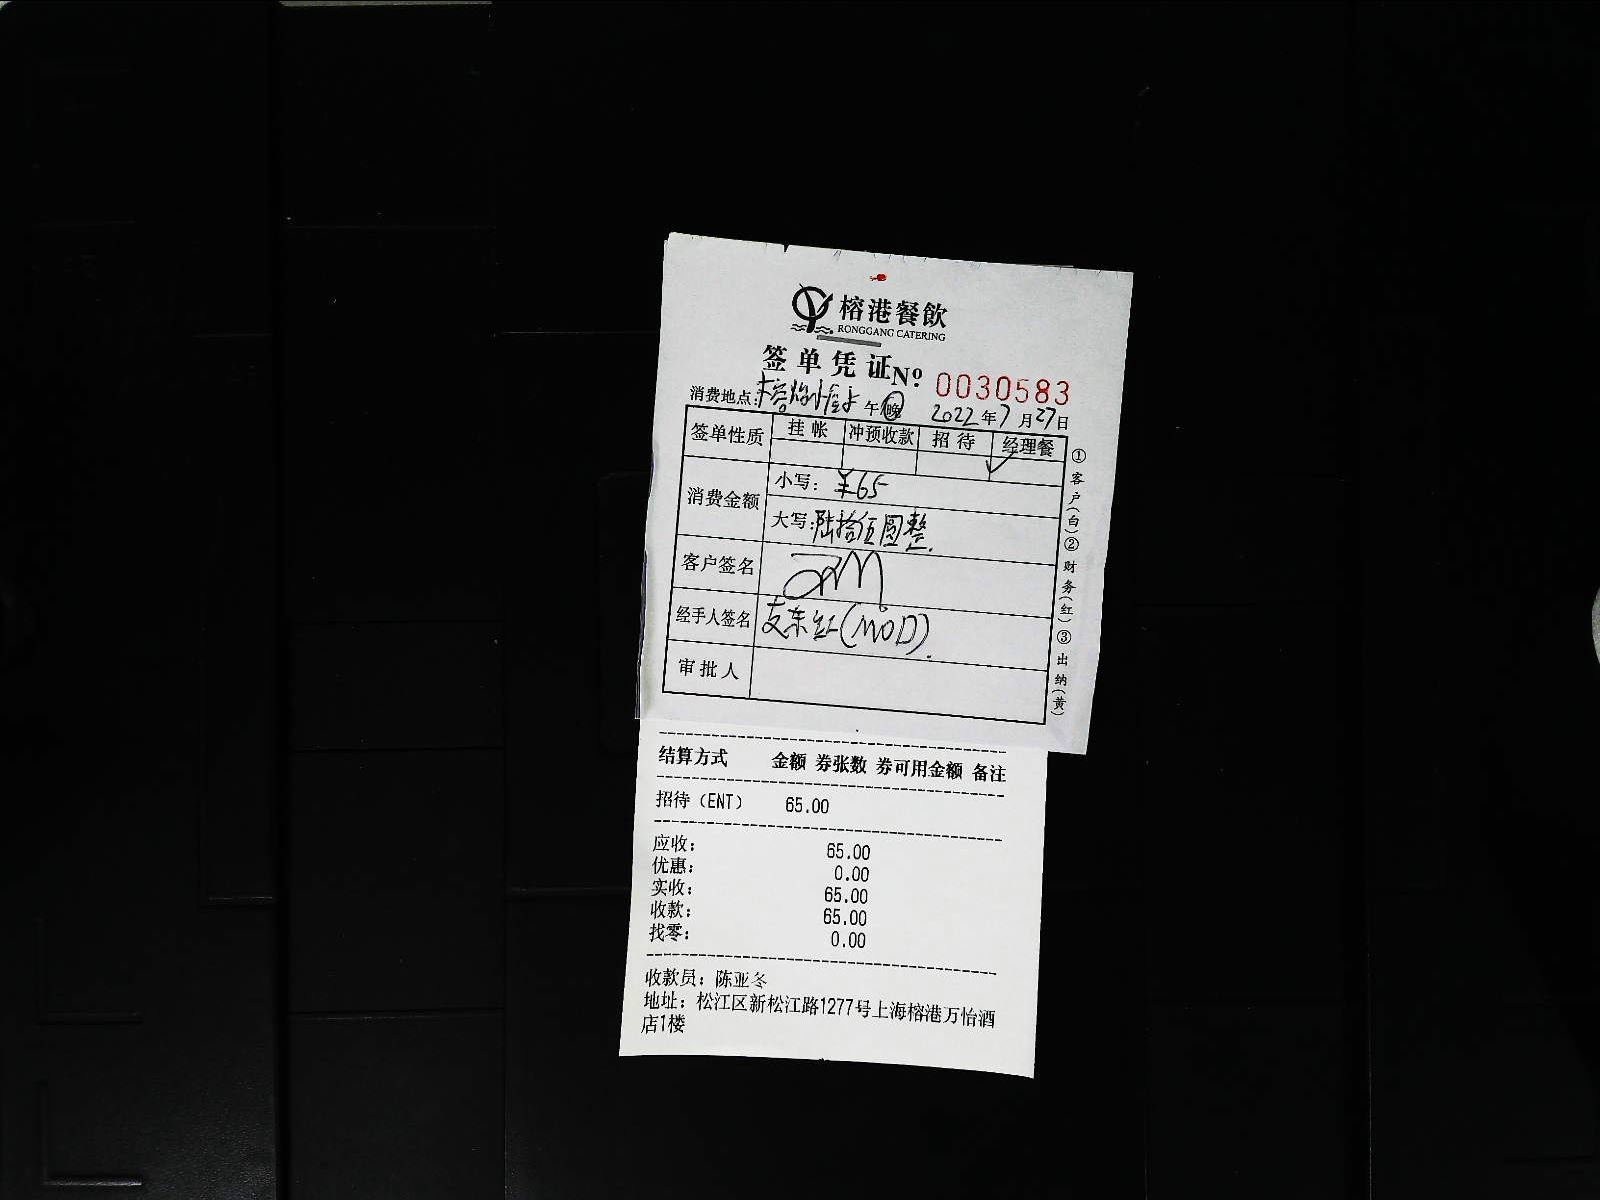 榕港餐飲
RONGGANG CATERING
签单凭证 Nº 0030583
消费地点: 午 晚 2022年7月27日
签单性质 挂帐 冲预收款 招待 经理餐
✓
消费金额 小写: ¥65
大写: 陆拾伍圆整.
客户签名
经手人签名 支东红(MOD).
审批人
①客户(白)②财务(红)③出纳(黄)
结算方式 金额 券张数 券可用金额 备注
招待（ENT） 65.00
应收: 65.00
优惠: 0.00
实收: 65.00
收款: 65.00
找零: 0.00
收款员: 陈亚冬
地址: 松江区新松江路1277号上海榕港万怡酒
店1楼